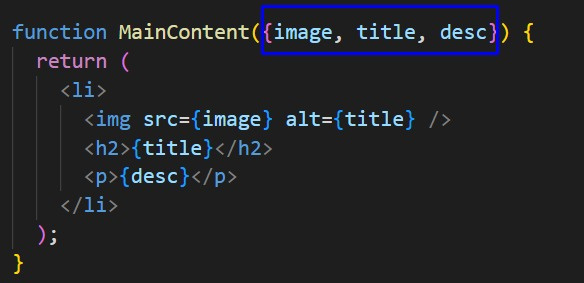 function MainContent({image, title, desc}) {
  return (
    <li>
      <img src={image} alt={title} />
      <h2>{title}</h2>
      <p>{desc}</p>
    </li>
  );
}